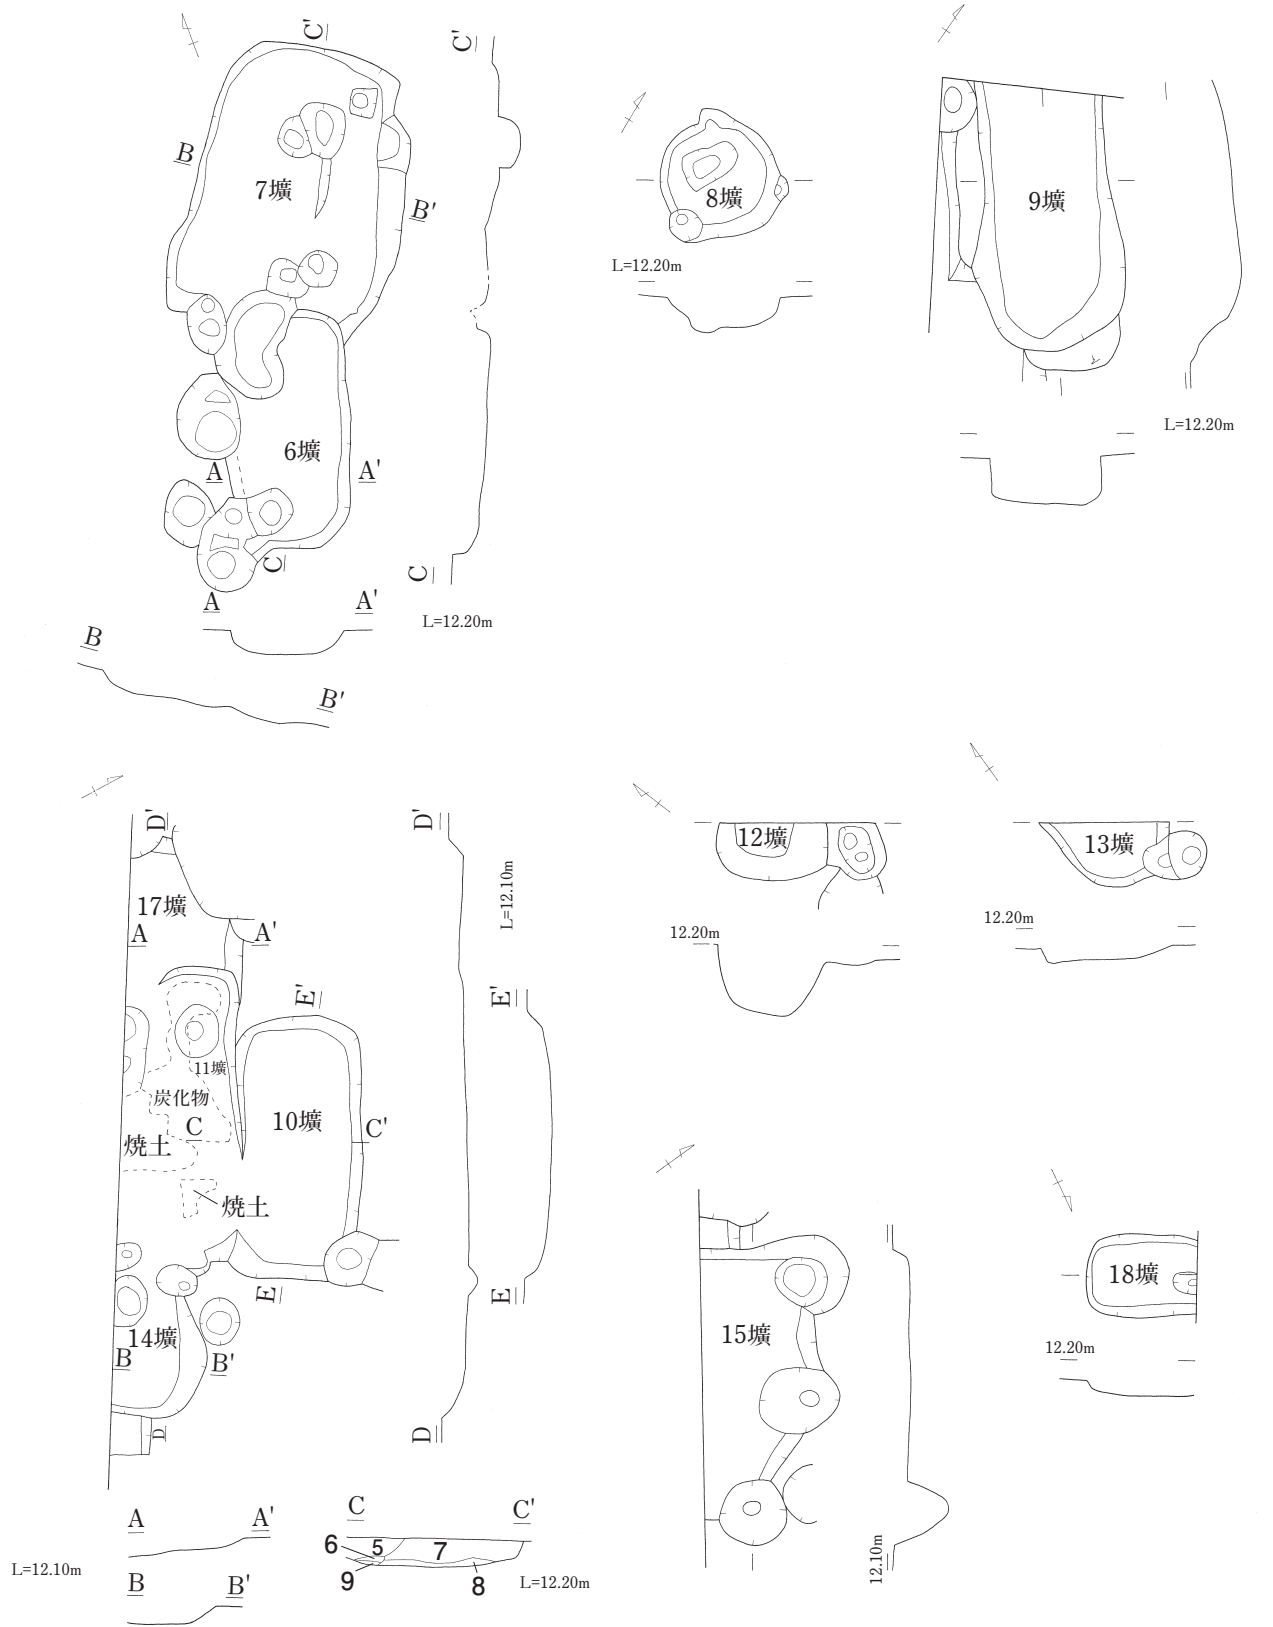 C'
C'
B
7壙
B'
6壙
A
A'
C
C
A
A'
L=12.20m
B
B'
8壙
L=12.20m
9壙
L=12.20m
D'
D'
17壙
A
A'
L=10.10m
E'
E'
11壙
炭化物
C
10壙
C'
焼土
焼土
E
E
14壙
B
B'
D
D
A
A'
L=12.10m
B
B'
C
C'
6
5
7
9
8
L=12.20m
12壙
12.20m
13壙
12.20m
15壙
12.10m
18壙
12.20m